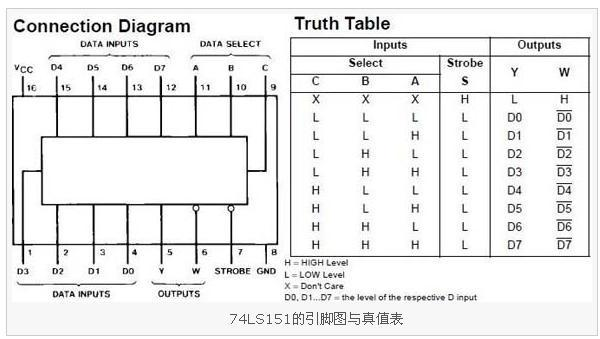 Connection Diagram
DATA INPUTS DATA SELECT
VCC D4 D5 D6 D7 A B C
16 15 14 13 12 11 10 9
1 2 3 4 5 6 7 8
D3 D2 D1 D0 Y W STROBE GND
DATA INPUTS OUTPUTS
Truth Table
Inputs Outputs
Select Strobe Y W
C B A S
X X X H L H
L L L L D0 D0
L L H L D1 D1
L H L L D2 D2
L H H L D3 D3
H L L L D4 D4
H L H L D5 D5
H H L L D6 D6
H H H L D7 D7
H = HIGH Level
L = LOW Level
X = Don't Care
D0, D1...D7 = the level of the respective D input
74LS151的引脚图与真值表